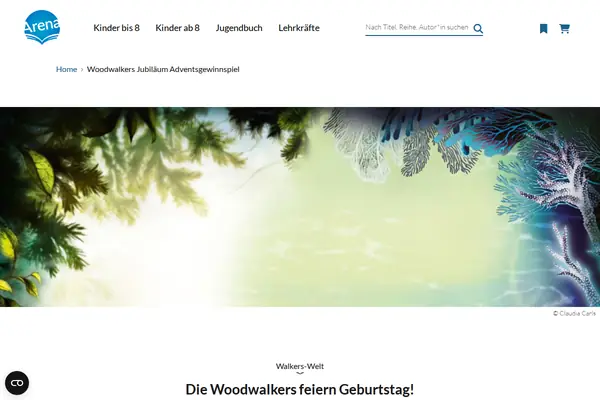 Arena
Kinder bis 8 Kinder ab 8 Jugendbuch Lehrkräfte
Nach Titel, Reihe, Autor*in suchen
Home › Woodwalkers Jubiläum Adventsgewinnspiel
© Claudia Carls
Walkers-Welt
Die Woodwalkers feiern Geburtstag!